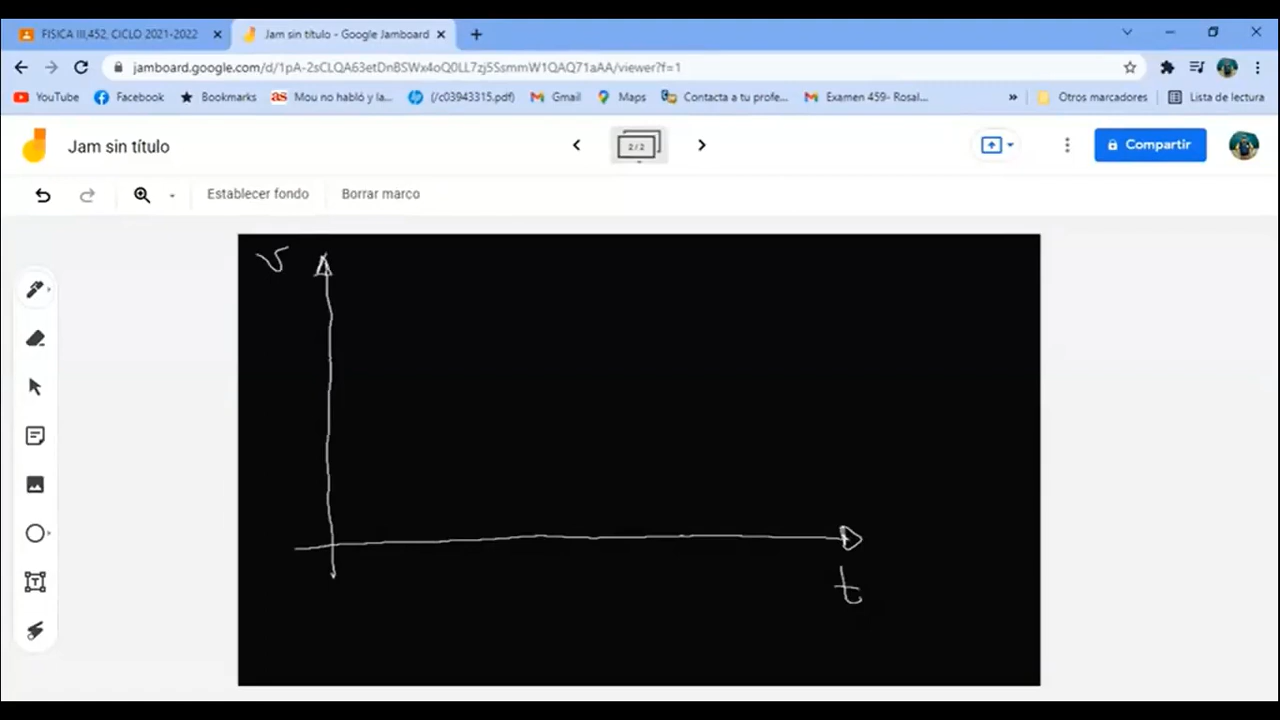 FISICA III,452, CICLO 2021-2022
Jam sin título - Google Jamboard
jamboard.google.com/d/1pA-2sCLQA63etDnBSWx4oQ0LL7zj5SsmmW1QAQ71aAA/viewer?f=1
YouTube Facebook Bookmarks as Mou no habló y la... (/c03943315.pdf) Gmail Maps Contacta a tu profe... Examen 459- Rosal... » Otros marcadores Lista de lectura
Jam sin título
2/2
Compartir
Establecer fondo
Borrar marco
v
t